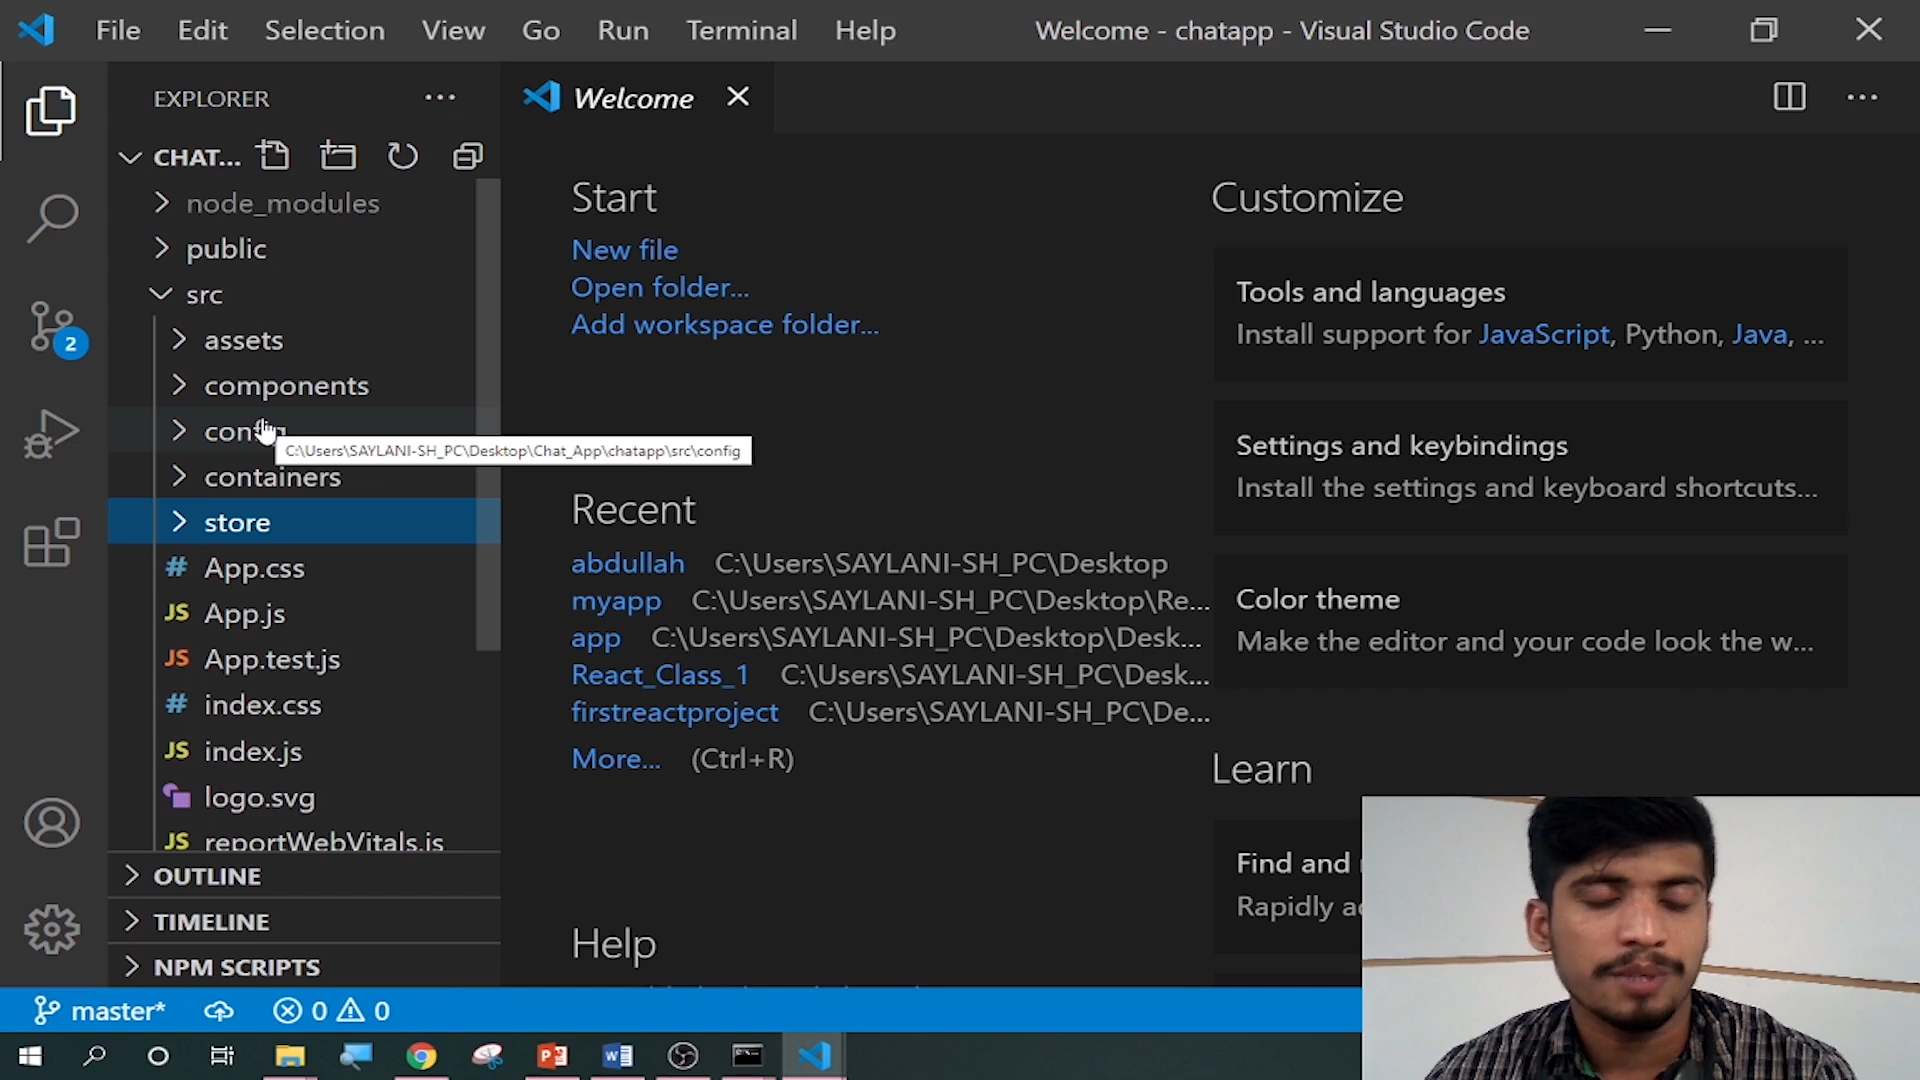 File Edit Selection View Go Run Terminal Help Welcome - chatapp - Visual Studio Code
EXPLORER
Welcome
CHAT...
node_modules
public
src
assets
components
C:\Users\SAYLANI-SH_PC\Desktop\Chat_App\chatapp\src\config
containers
store
App.css
App.js
App.test.js
index.css
index.js
logo.svg
reportWebVitals.js
OUTLINE
TIMELINE
NPM SCRIPTS
2
Start
New file
Open folder...
Add workspace folder...
Recent
abdullah C:\Users\SAYLANI-SH_PC\Desktop
myapp C:\Users\SAYLANI-SH_PC\Desktop\Re...
app C:\Users\SAYLANI-SH_PC\Desktop\Desk...
React_Class_1 C:\Users\SAYLANI-SH_PC\Desk...
firstreactproject C:\Users\SAYLANI-SH_PC\De...
More... (Ctrl+R)
Help
Customize
Tools and languages
Install support for JavaScript, Python, Java, ...
Settings and keybindings
Install the settings and keyboard shortcuts...
Color theme
Make the editor and your code look the w...
Learn
Find and
Rapidly
master* 0 0